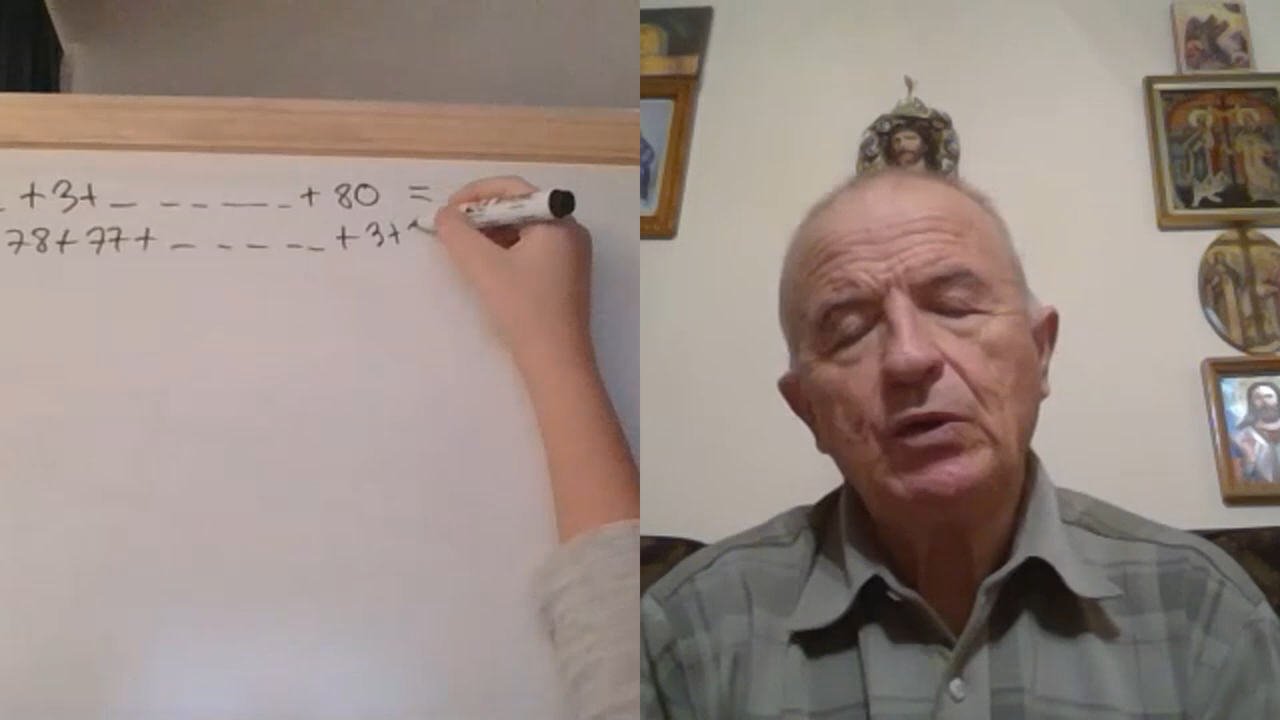 _ +3+_ _ _ _ _ _+ 80 =
78+77+ _ _ _ _ _ +3+